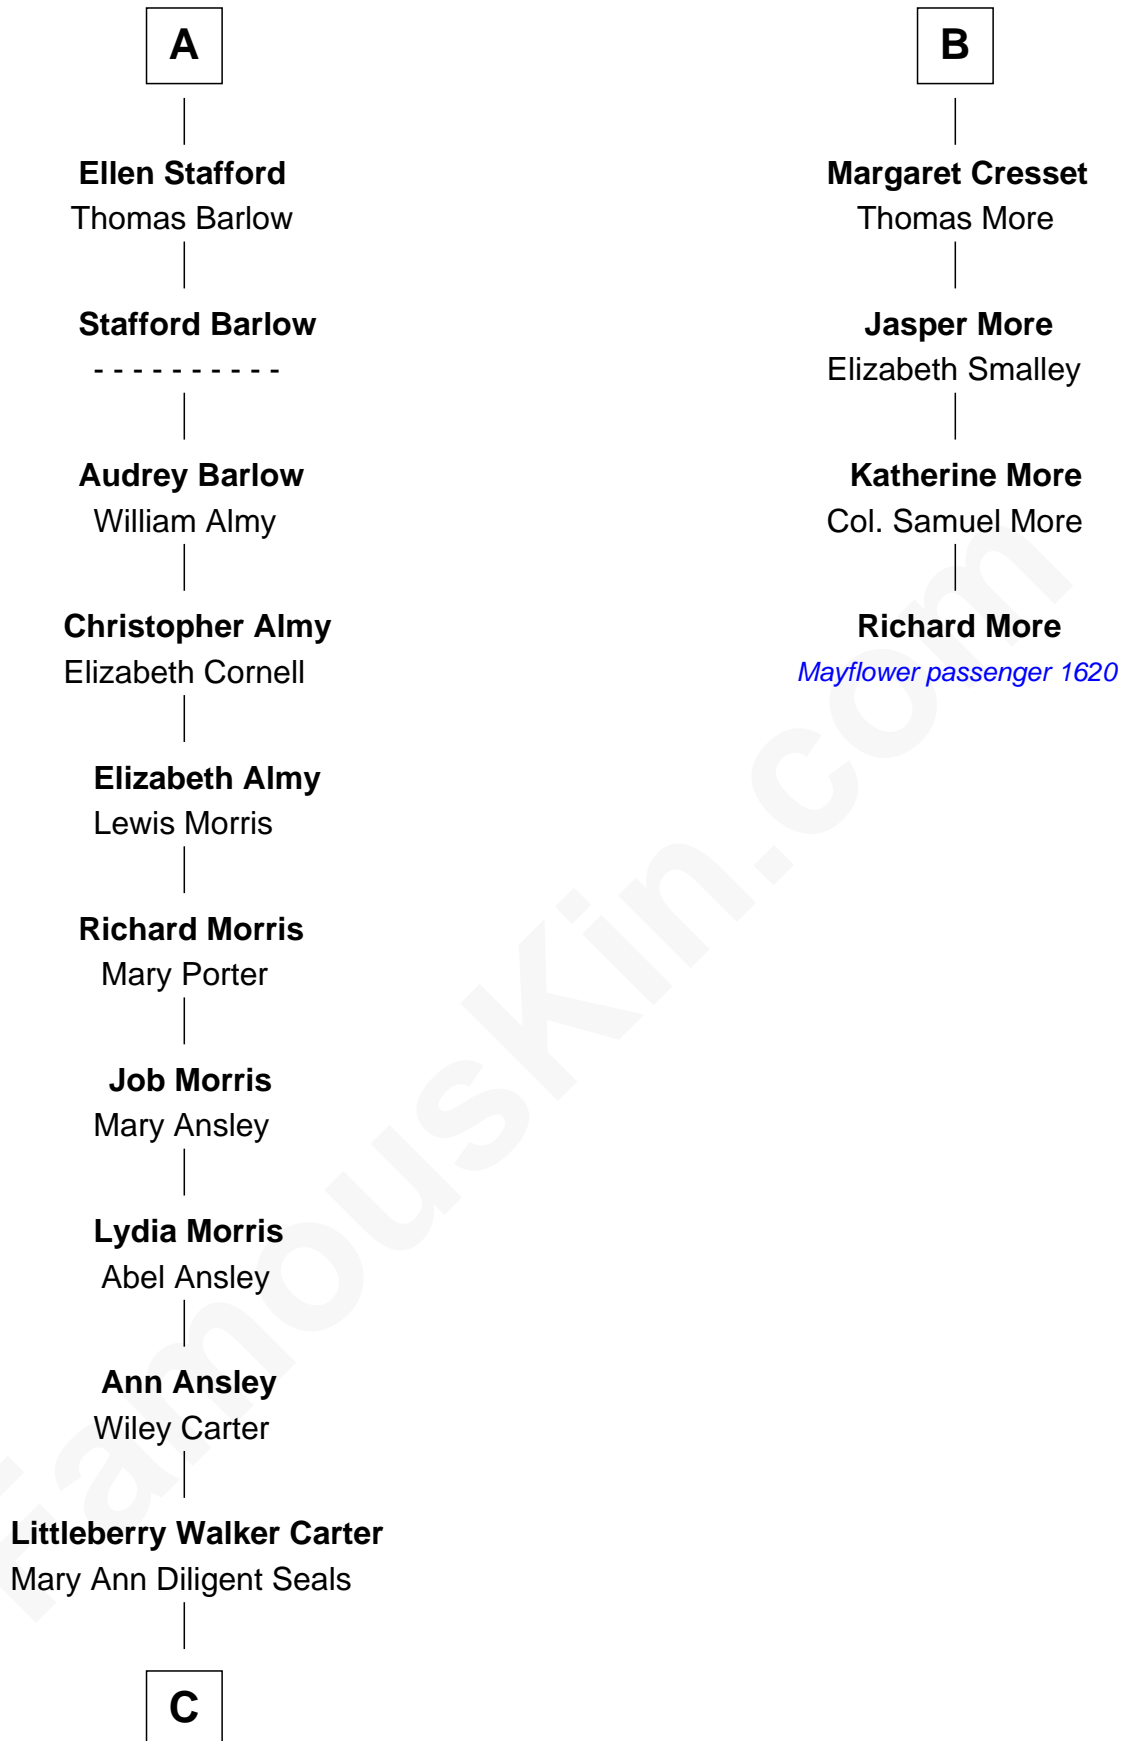 A
Ellen Stafford
Thomas Barlow
Stafford Barlow
- - - - - - - - - -
Audrey Barlow
William Almy
Christopher Almy
Elizabeth Cornell
Elizabeth Almy
Lewis Morris
Richard Morris
Mary Porter
Job Morris
Mary Ansley
Lydia Morris
Abel Ansley
Ann Ansley
Wiley Carter
Littleberry Walker Carter
Mary Ann Diligent Seals
C
B
Margaret Cresset
Thomas More
Jasper More
Elizabeth Smalley
Katherine More
Col. Samuel More
Richard More
Mayflower passenger 1620
FamousKin.com